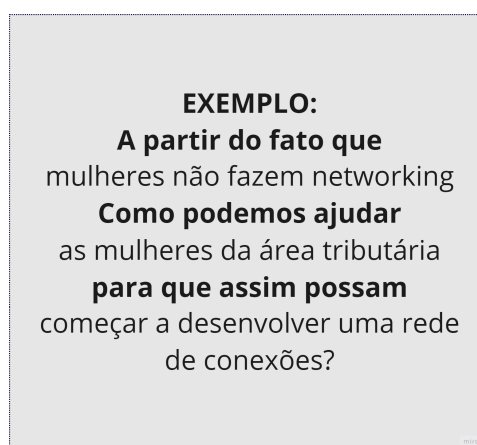 EXEMPLO:
A partir do fato que
mulheres não fazem networking
Como podemos ajudar
as mulheres da área tributária
para que assim possam
começar a desenvolver uma rede
de conexões?